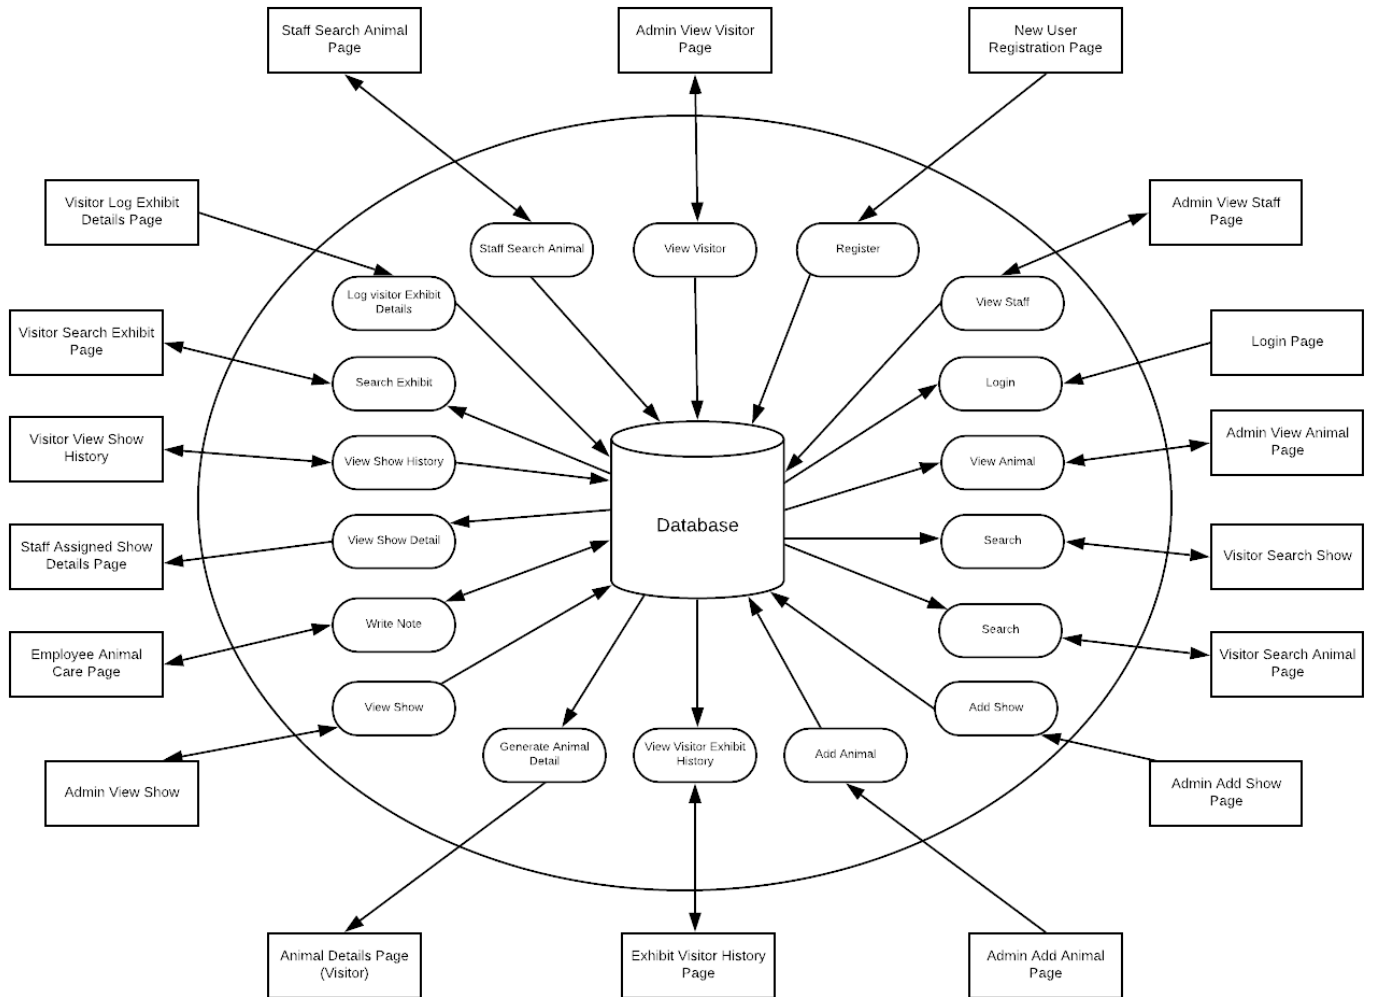 Staff Search Animal
Page
Admin View Visitor
Page
New User
Registration Page
Visitor Log Exhibit
Details Page
Admin View Staff
Page
Staff Search Animal
View Visitor
Register
Log visitor Exhibit
Details
View Staff
Visitor Search Exhibit
Page
Login Page
Search Exhibit
Login
Visitor View Show
History
Admin View Animal
Page
View Show History
View Animal
Database
Staff Assigned Show
Details Page
View Show Detail
Search
Visitor Search Show
Employee Animal
Care Page
Write Note
Search
Visitor Search Animal
Page
View Show
Add Show
Generate Animal
Detail
View Visitor Exhibit
History
Add Animal
Admin View Show
Admin Add Show
Page
Animal Details Page
(Visitor)
Exhibit Visitor History
Page
Admin Add Animal
Page